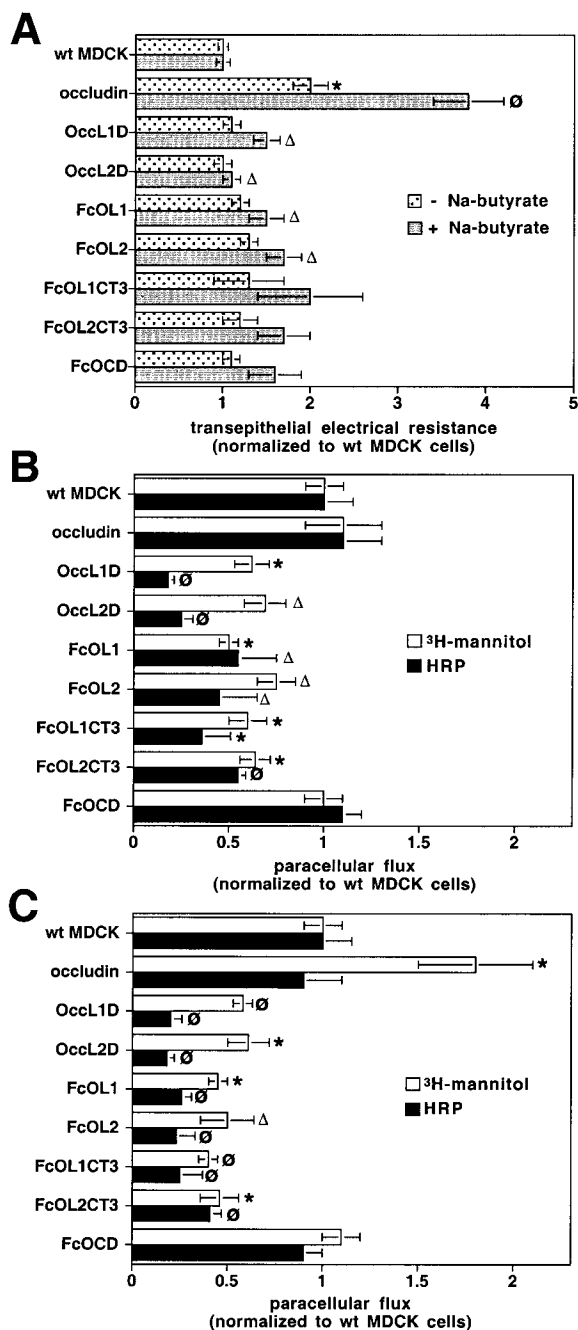 A
wt MDCK
occludin
*
Ø
OccL1D
Δ
OccL2D
Δ
- Na-butyrate
FcOL1
Δ
+ Na-butyrate
FcOL2
Δ
FcOL1CT3
FcOL2CT3
FcOCD
0 1 2 3 4 5
transepithelial electrical resistance
(normalized to wt MDCK cells)
B
wt MDCK
occludin
OccL1D
*
Ø
OccL2D
Δ
Ø
FcOL1
*
Δ
³H-mannitol
HRP
FcOL2
Δ
Δ
FcOL1CT3
*
*
FcOL2CT3
*
Ø
FcOCD
0 0.5 1 1.5 2
paracellular flux
(normalized to wt MDCK cells)
C
wt MDCK
occludin
*
OccL1D
Ø
Ø
OccL2D
*
Ø
FcOL1
*
Ø
³H-mannitol
HRP
FcOL2
Δ
Ø
FcOL1CT3
Ø
Ø
FcOL2CT3
*
Ø
FcOCD
0 0.5 1 1.5 2
paracellular flux
(normalized to wt MDCK cells)